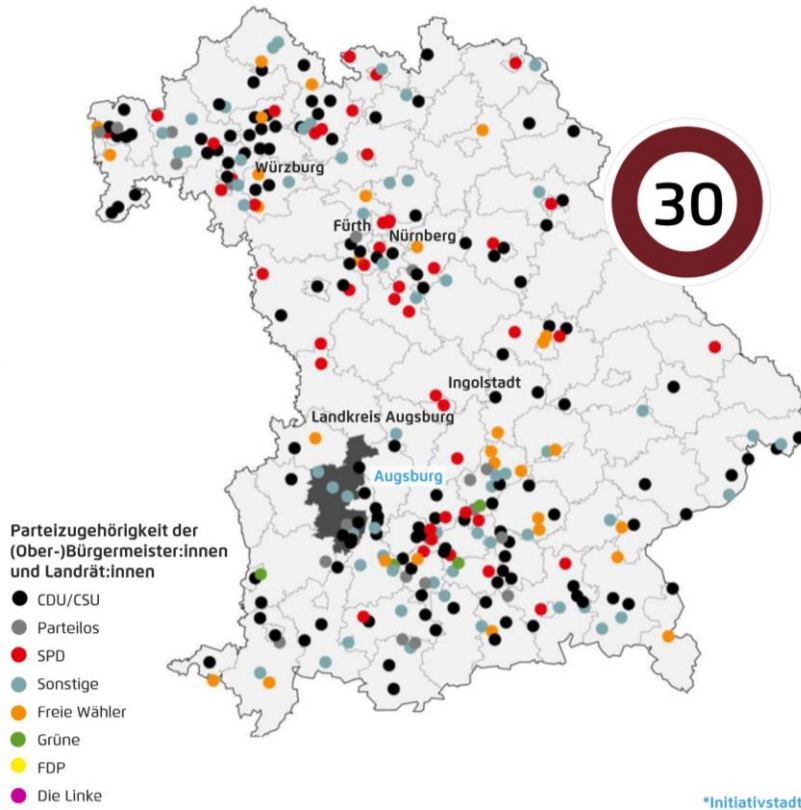 30
Würzburg
Fürth
Nürnberg
Ingolstadt
Landkreis Augsburg
Augsburg
Parteizugehörigkeit der
(Ober-)Bürgermeister:innen
und Landrät:innen
CDU/CSU
Parteilos
SPD
Sonstige
Freie Wähler
Grüne
FDP
Die Linke
*Initiativstadt